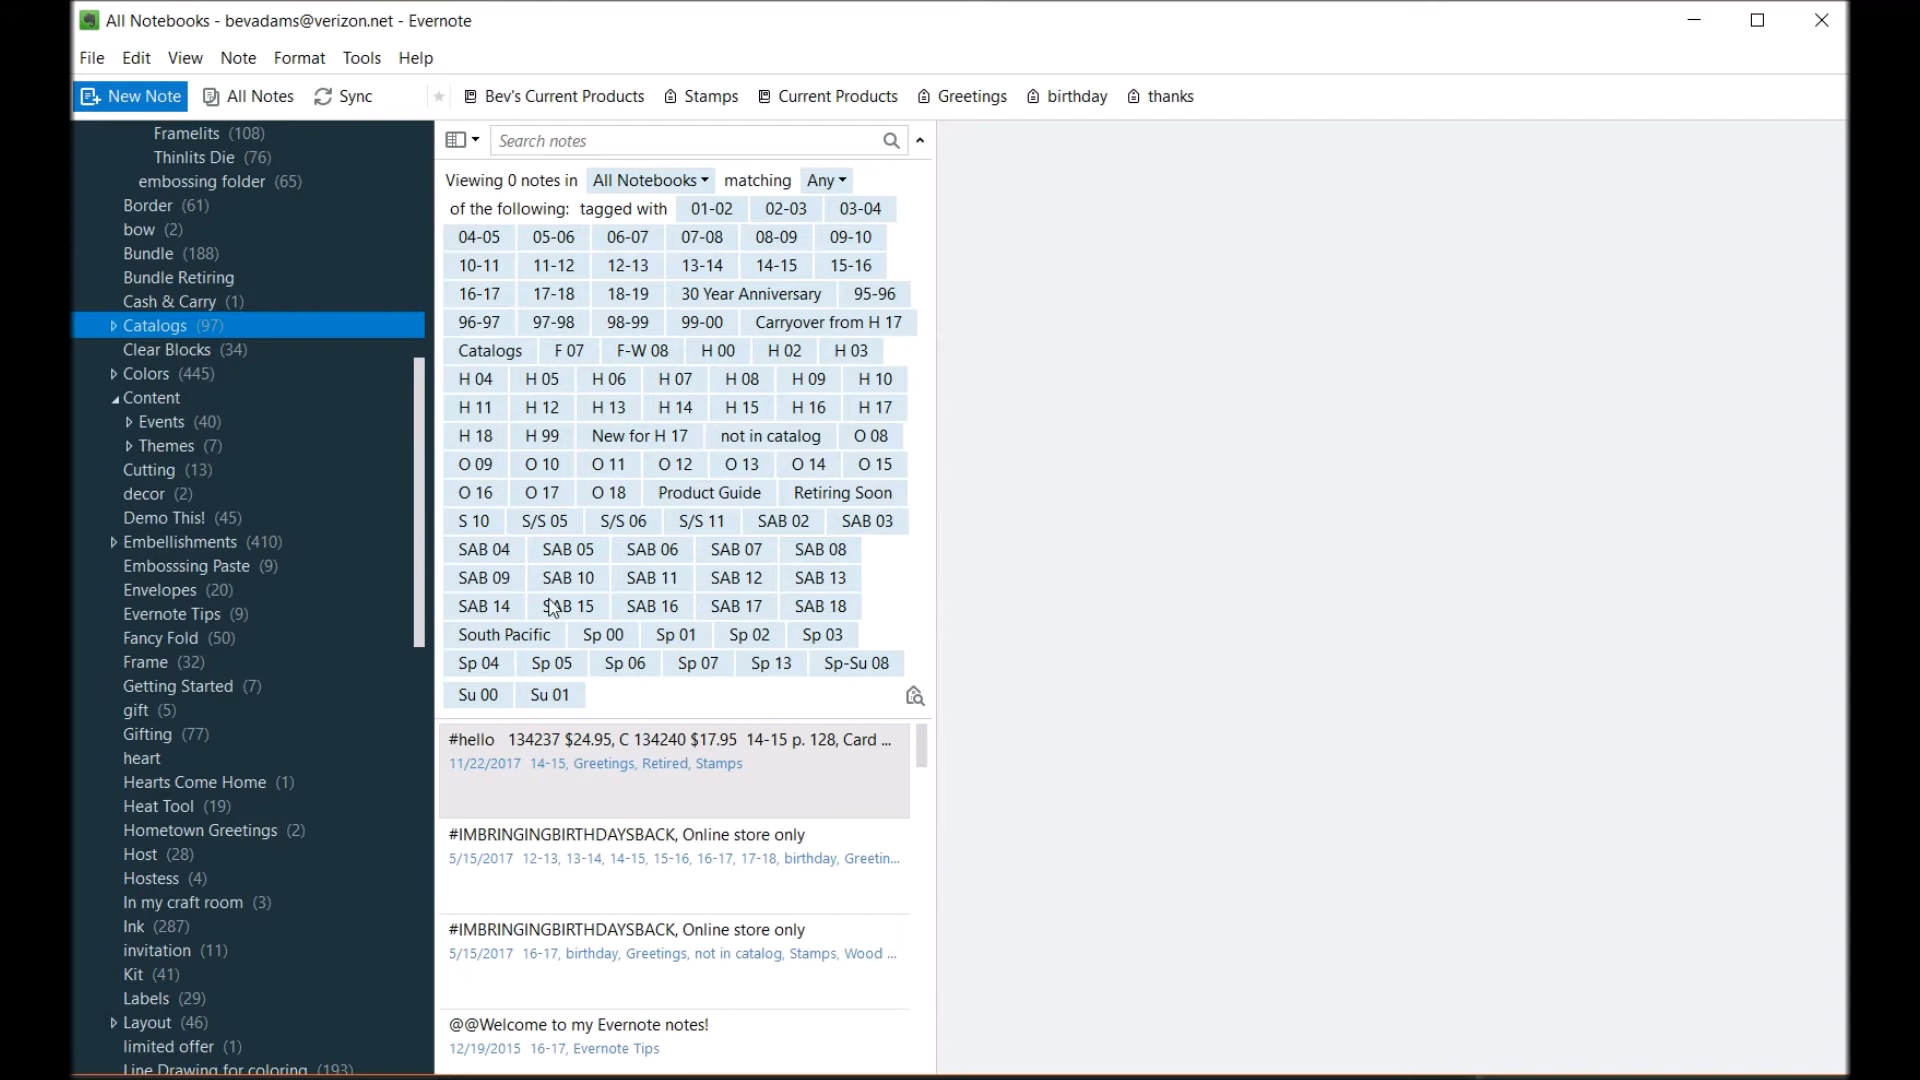 All Notebooks - bevadams@verizon.net - Evernote
File Edit View Note Format Tools Help
New Note All Notes Sync Bev's Current Products Stamps Current Products Greetings birthday thanks
Framelits (108)
Thinlits Die (76)
embossing folder (65)
Border (61)
bow (2)
Bundle (188)
Bundle Retiring
Cash & Carry (1)
Catalogs (97)
Clear Blocks (34)
Colors (445)
Content
Events (40)
Themes (7)
Cutting (13)
decor (2)
Demo This! (45)
Embellishments (410)
Embosssing Paste (9)
Envelopes (20)
Evernote Tips (9)
Fancy Fold (50)
Frame (32)
Getting Started (7)
gift (5)
Gifting (77)
heart
Hearts Come Home (1)
Heat Tool (19)
Hometown Greetings (2)
Host (28)
Hostess (4)
In my craft room (3)
Ink (287)
invitation (11)
Kit (41)
Labels (29)
Layout (46)
limited offer (1)
Line Drawing for coloring (193)
Search notes
Viewing 0 notes in All Notebooks matching Any
of the following: tagged with 01-02 02-03 03-04
04-05 05-06 06-07 07-08 08-09 09-10
10-11 11-12 12-13 13-14 14-15 15-16
16-17 17-18 18-19 30 Year Anniversary 95-96
96-97 97-98 98-99 99-00 Carryover from H 17
Catalogs F 07 F-W 08 H 00 H 02 H 03
H 04 H 05 H 06 H 07 H 08 H 09 H 10
H 11 H 12 H 13 H 14 H 15 H 16 H 17
H 18 H 99 New for H 17 not in catalog O 08
O 09 O 10 O 11 O 12 O 13 O 14 O 15
O 16 O 17 O 18 Product Guide Retiring Soon
S 10 S/S 05 S/S 06 S/S 11 SAB 02 SAB 03
SAB 04 SAB 05 SAB 06 SAB 07 SAB 08
SAB 09 SAB 10 SAB 11 SAB 12 SAB 13
SAB 14 SAB 15 SAB 16 SAB 17 SAB 18
South Pacific Sp 00 Sp 01 Sp 02 Sp 03
Sp 04 Sp 05 Sp 06 Sp 07 Sp 13 Sp-Su 08
Su 00 Su 01
#hello 134237 $24.95, C 134240 $17.95 14-15 p. 128, Card ...
11/22/2017 14-15, Greetings, Retired, Stamps
#IMBRINGINGBIRTHDAYSBACK, Online store only
5/15/2017 12-13, 13-14, 14-15, 15-16, 16-17, 17-18, birthday, Greetin...
#IMBRINGINGBIRTHDAYSBACK, Online store only
5/15/2017 16-17, birthday, Greetings, not in catalog, Stamps, Wood ...
@@Welcome to my Evernote notes!
12/19/2015 16-17, Evernote Tips